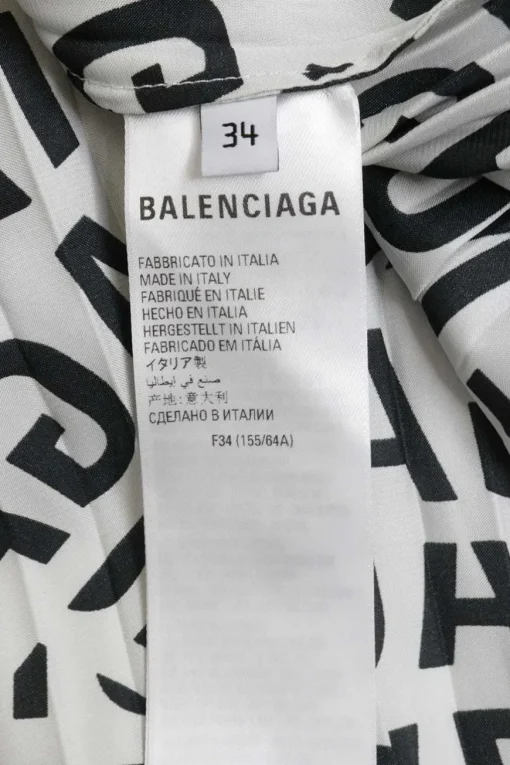 34
BALENCIAGA
FABBRICATO IN ITALIA
MADE IN ITALY
FABRIQUÉ EN ITALIE
HECHO EN ITALIA
HERGESTELLT IN ITALIEN
FABRICADO EM ITÁLIA
イタリア製
صنع في إيطاليا
产地:意大利
СДЕЛАНО В ИТАЛИИ
F34 (155/64A)